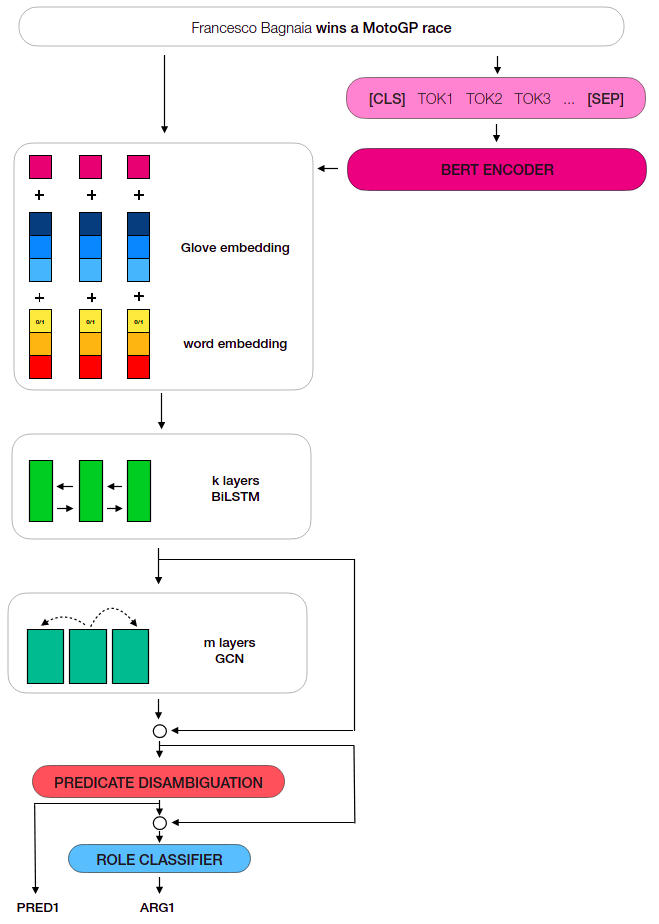 Francesco Bagnaia wins a MotoGP race
[CLS] TOK1 TOK2 TOK3 ... [SEP]
BERT ENCODER
+ + +
Glove embedding
+ + +
0/1 0/1 0/1
word embedding
k layers
BiLSTM
m layers
GCN
PREDICATE DISAMBIGUATION
ROLE CLASSIFIER
PRED1 ARG1